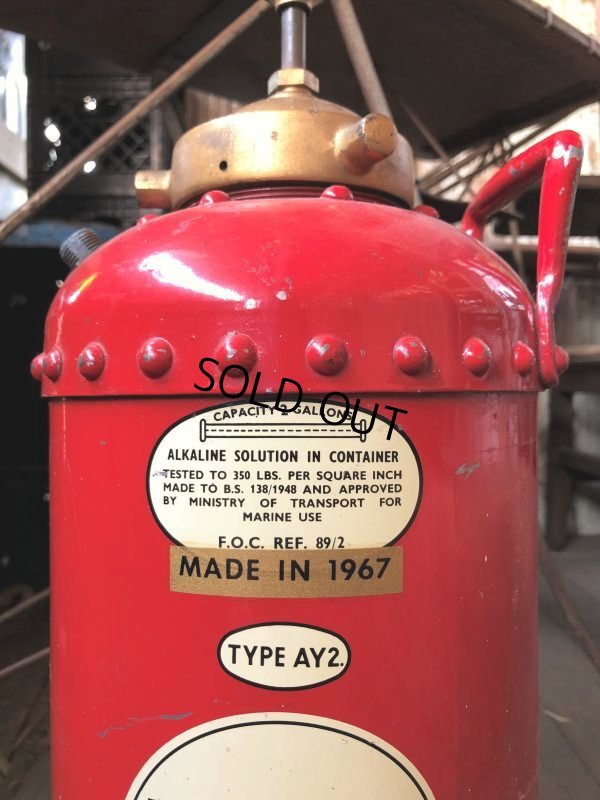 SOLD OUT
CAPACITY 2 GALLONS
ALKALINE SOLUTION IN CONTAINER
TESTED TO 350 LBS. PER SQUARE INCH
MADE TO B.S. 138/1948 AND APPROVED
BY MINISTRY OF TRANSPORT FOR
MARINE USE
F.O.C. REF. 89/2
MADE IN 1967
TYPE AY2.